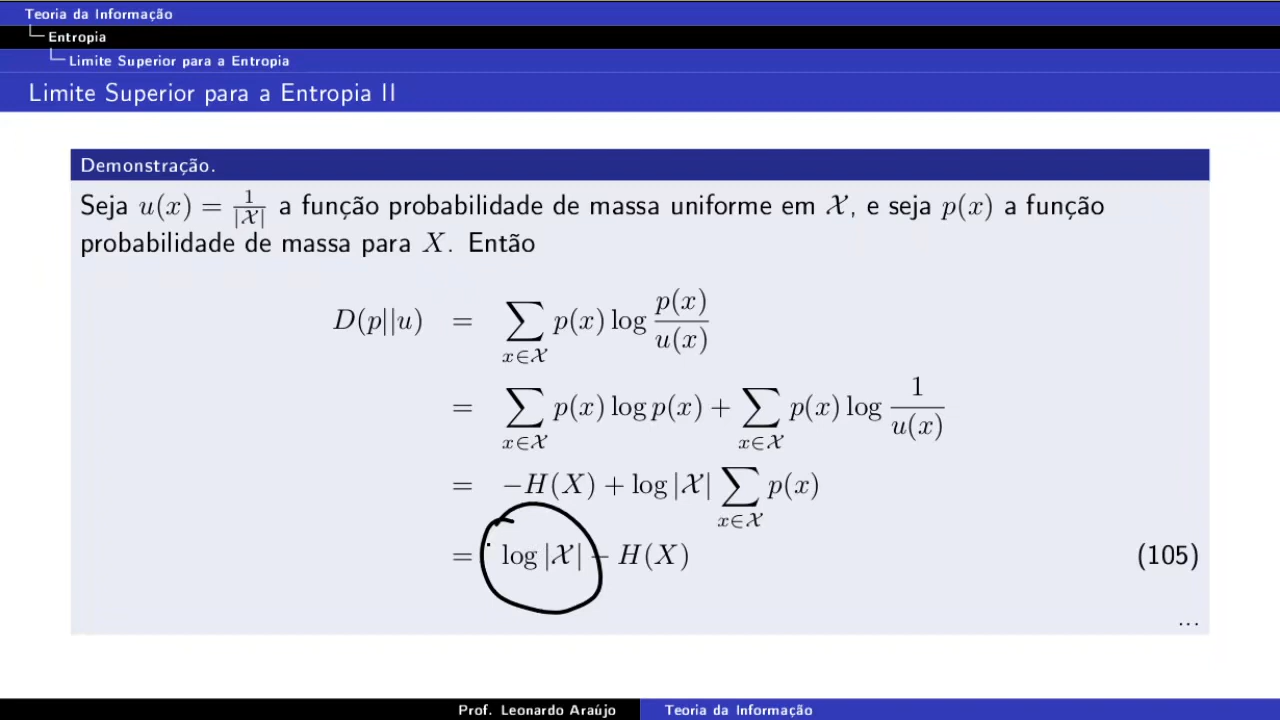 Teoria da Informação
Entropia
Limite Superior para a Entropia
Limite Superior para a Entropia II
Demonstração.
Seja u(x) = 1/|𝒳| a função probabilidade de massa uniforme em 𝒳, e seja p(x) a função
probabilidade de massa para X. Então
D(p||u) = ∑_{x∈𝒳} p(x) log p(x)/u(x)
= ∑_{x∈𝒳} p(x) log p(x) + ∑_{x∈𝒳} p(x) log 1/u(x)
= −H(X) + log |𝒳| ∑_{x∈𝒳} p(x)
= log |𝒳| − H(X) (105)
...
Prof. Leonardo Araújo Teoria da Informação